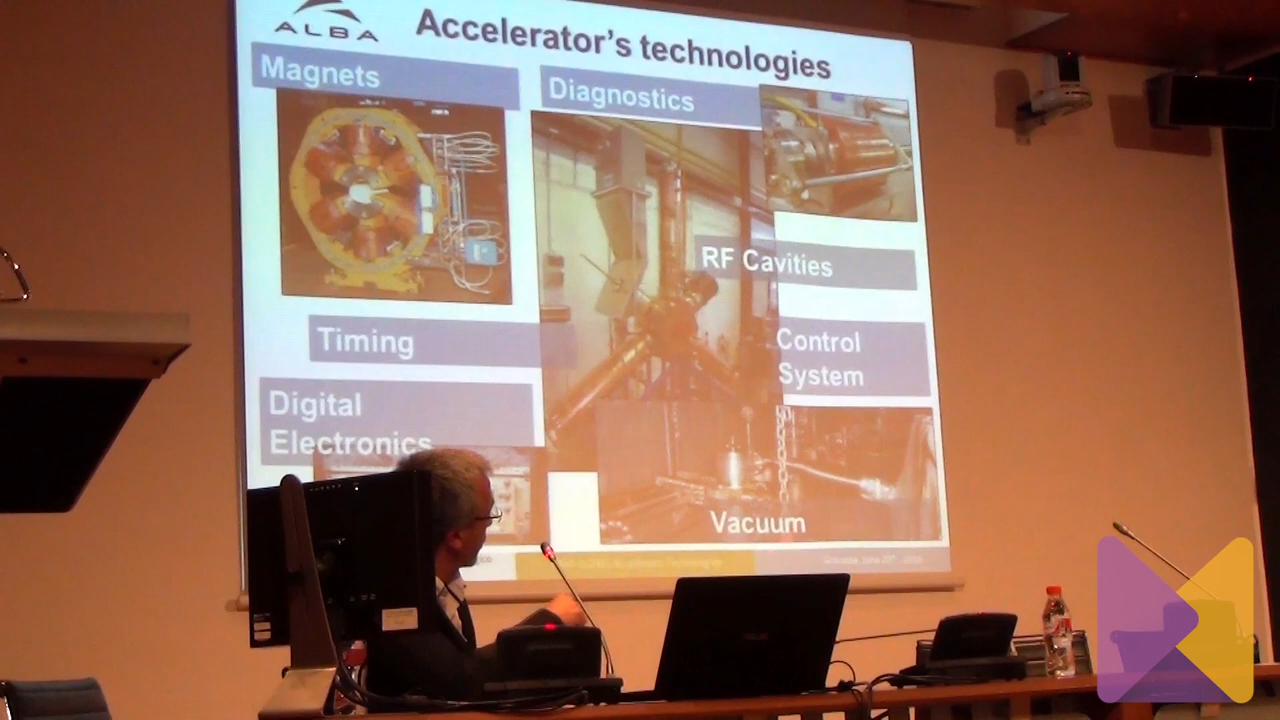 ALBA
Accelerator's technologies
Magnets
Diagnostics
RF Cavities
Timing
Control
System
Digital
Electronics
Vacuum